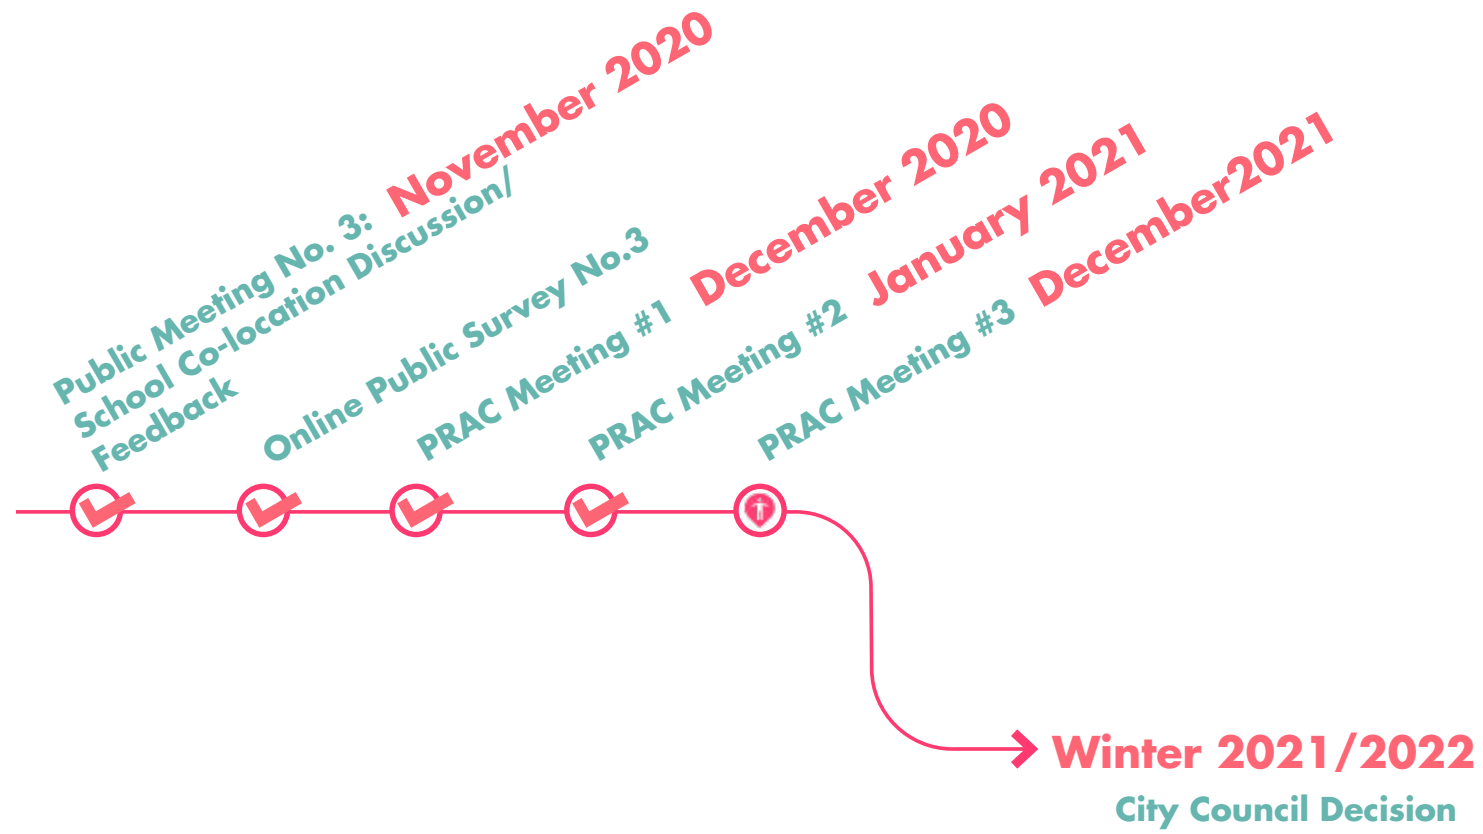 Public Meeting No. 3: November 2020
School Co-location Discussion/
Feedback
Online Public Survey No.3
PRAC Meeting #1 December 2020
PRAC Meeting #2 January 2021
PRAC Meeting #3 December2021
Winter 2021/2022
City Council Decision